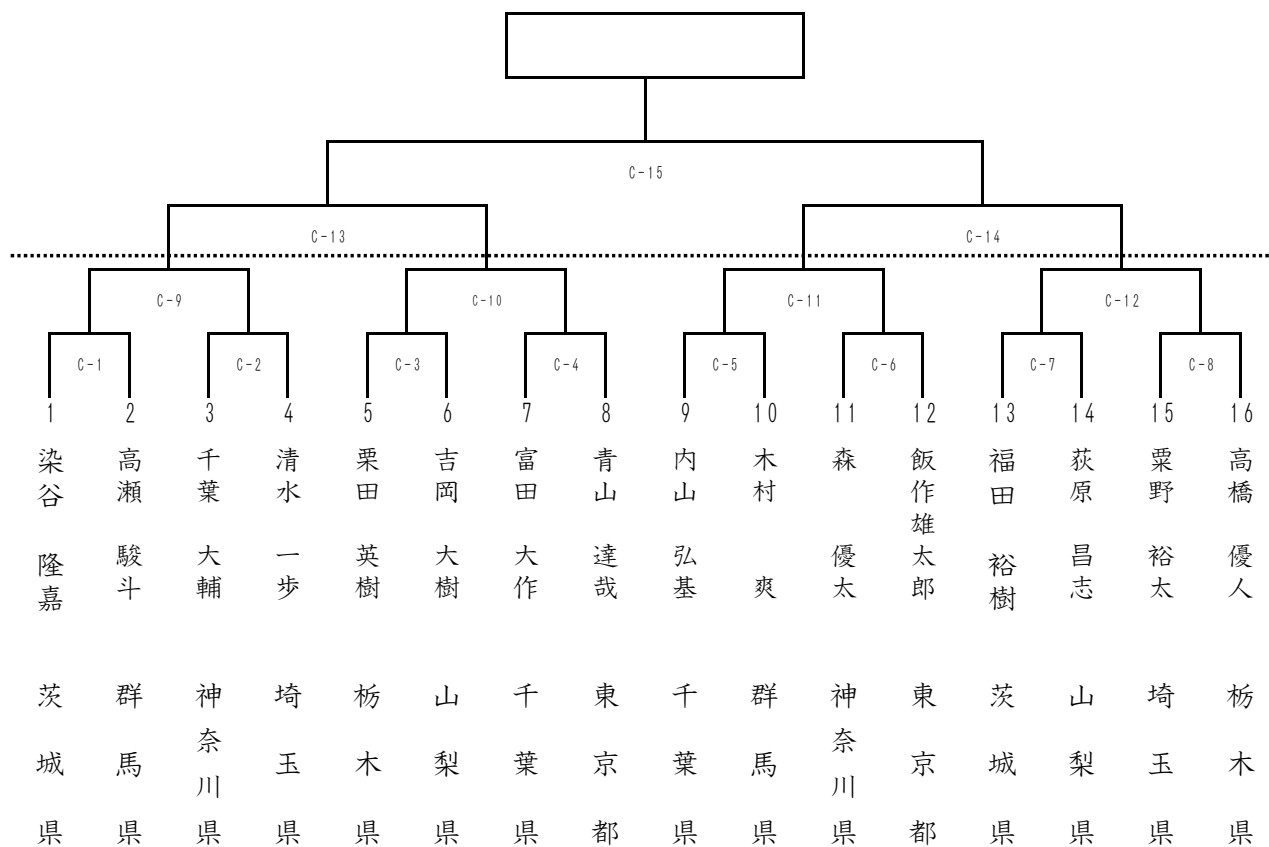 C-15
C-13
C-14
C-9
C-10
C-11
C-12
C-1
C-2
C-3
C-4
C-5
C-6
C-7
C-8
1
2
3
4
5
6
7
8
9
10
11
12
13
14
15
16
染谷 隆嘉
高瀬 駿斗
千葉 大輔
清水 一歩
栗田 英樹
吉岡 大樹
富田 大作
青山 達哉
内山 弘基
木村 爽
森 優太
飯作雄太郎
福田 裕樹
荻原 昌志
粟野 裕太
高橋 優人
茨城県
群馬県
神奈川県
埼玉県
栃木県
山梨県
千葉県
東京都
千葉県
群馬県
神奈川県
東京都
茨城県
山梨県
埼玉県
栃木県